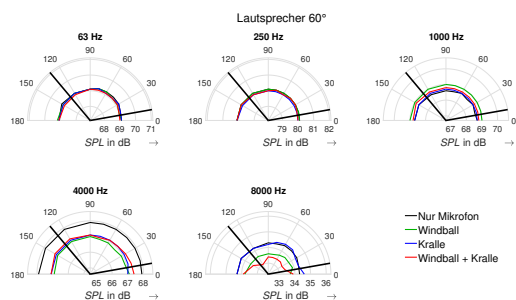 Lautsprecher 60°
63 Hz
90
120
60
150
30
180
0
68 69 70 71
SPL in dB →
250 Hz
90
120
60
150
30
180
0
79 80 81 82
SPL in dB →
1000 Hz
90
120
60
150
30
180
0
67 68 69 70
SPL in dB →
4000 Hz
90
120
60
150
30
180
0
65 66 67 68
SPL in dB →
8000 Hz
90
120
60
150
30
180
0
33 34 35 36
SPL in dB →
Nur Mikrofon
Windball
Kralle
Windball + Kralle